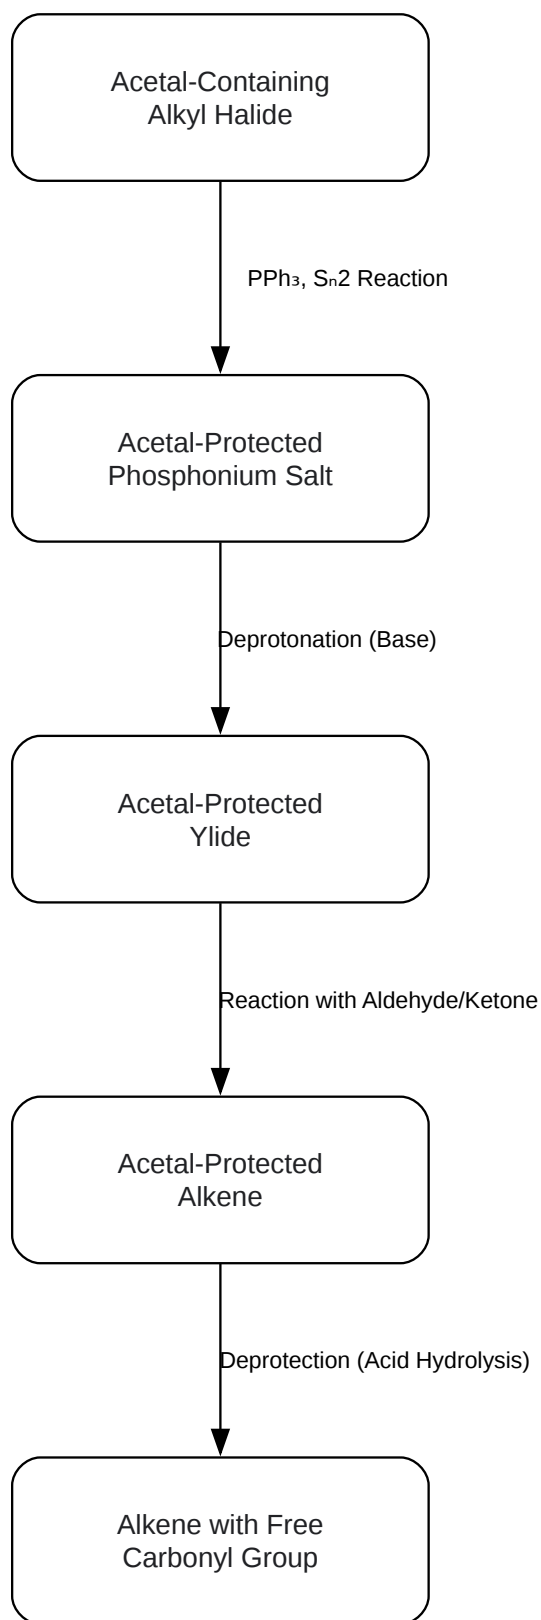 Acetal-Containing
Alkyl Halide
PPh₃, Sₙ2 Reaction
Acetal-Protected
Phosphonium Salt
Deprotonation (Base)
Acetal-Protected
Ylide
Reaction with Aldehyde/Ketone
Acetal-Protected
Alkene
Deprotection (Acid Hydrolysis)
Alkene with Free
Carbonyl Group